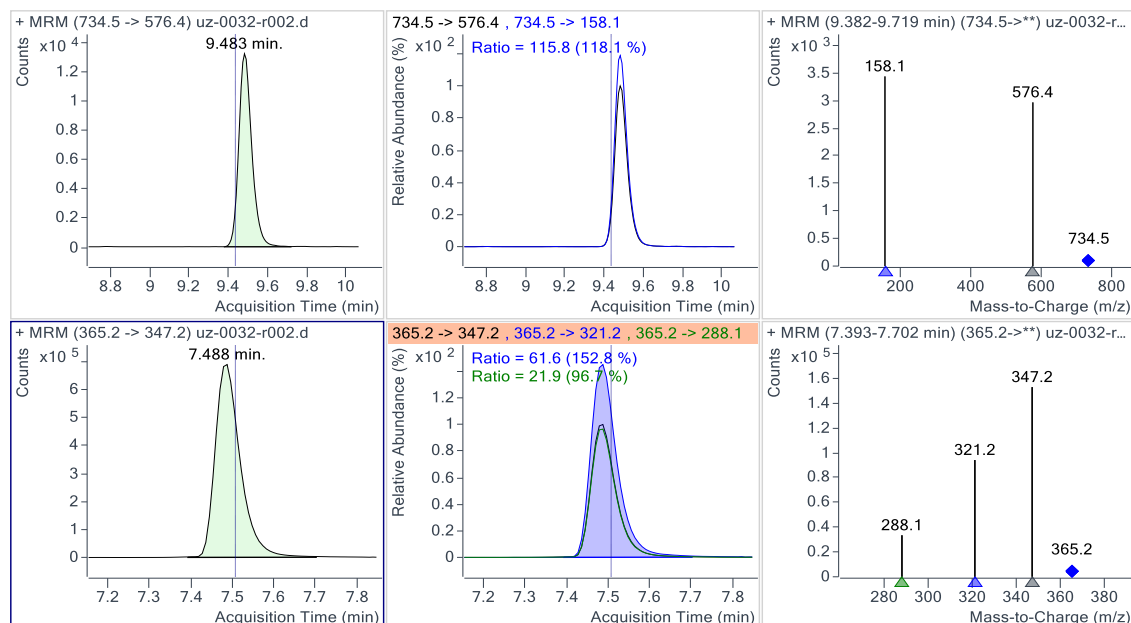 + MRM (734.5 -> 576.4) uz-0032-r002.d
x10 4
Counts
9.483 min.
1.2
1
0.8
0.6
0.4
0.2
0
8.8 9 9.2 9.4 9.6 9.8 10
Acquisition Time (min)
734.5 -> 576.4 , 734.5 -> 158.1
x10 2
Relative Abundance (%)
Ratio = 115.8 (118.1 %)
1
0.8
0.6
0.4
0.2
0
8.8 9 9.2 9.4 9.6 9.8 10
Acquisition Time (min)
+ MRM (9.382-9.719 min) (734.5->**) uz-0032-r...
x10 3
Counts
3.5
3
2.5
2
1.5
1
0.5
0
158.1
576.4
734.5
200 400 600 800
Mass-to-Charge (m/z)
+ MRM (365.2 -> 347.2) uz-0032-r002.d
x10 5
Counts
7.488 min.
6
5
4
3
2
1
0
7.2 7.3 7.4 7.5 7.6 7.7 7.8
Acquisition Time (min)
365.2 -> 347.2 , 365.2 -> 321.2 , 365.2 -> 288.1
x10 2
Relative Abundance (%)
Ratio = 61.6 (152.8 %)
Ratio = 21.9 (96.7 %)
1.2
1
0.8
0.6
0.4
0.2
0
7.2 7.3 7.4 7.5 7.6 7.7 7.8
Acquisition Time (min)
+ MRM (7.393-7.702 min) (365.2->**) uz-0032-r...
x10 5
Counts
1.6
1.4
1.2
1
0.8
0.6
0.4
0.2
0
347.2
321.2
288.1
365.2
280 300 320 340 360 380
Mass-to-Charge (m/z)